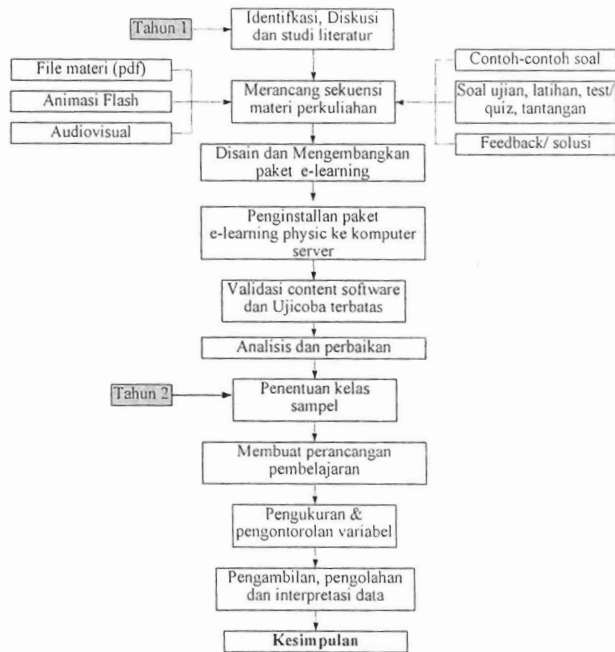 Tahun 1
Identifkasi, Diskusi
dan studi literatur
File materi (pdf)
Animasi Flash
Audiovisual
Merancang sekuensi
materi perkuliahan
Contoh-contoh soal
Soal ujian, latihan, test/
quiz, tantangan
Feedback/ solusi
Disain dan Mengembangkan
paket e-learning
Penginstallan paket
e-learning physic ke komputer
server
Validasi content software
dan Ujicoba terbatas
Analisis dan perbaikan
Tahun 2
Penentuan kelas
sampel
Membuat perancangan
pembelajaran
Pengukuran &
pengontorolan variabel
Pengambilan, pengolahan
dan interpretasi data
Kesimpulan